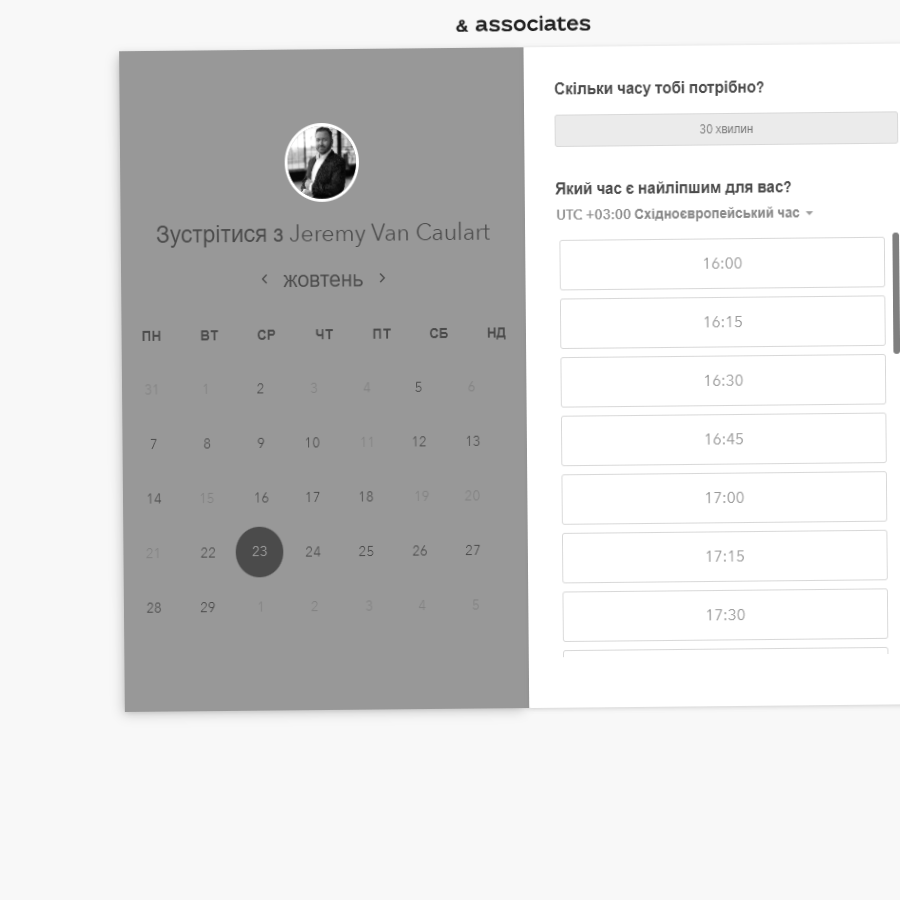 & associates
Зустрітися з Jeremy Van Caulart
жовтень
ПН ВТ СР ЧТ ПТ СБ НД
31 1 2 3 4 5 6
7 8 9 10 11 12 13
14 15 16 17 18 19 20
21 22 23 24 25 26 27
28 29 1 2 3 4 5
Скільки часу тобі потрібно?
30 хвилин
Який час є найліпшим для вас?
UTC +03:00 Східноєвропейський час
16:00
16:15
16:30
16:45
17:00
17:15
17:30